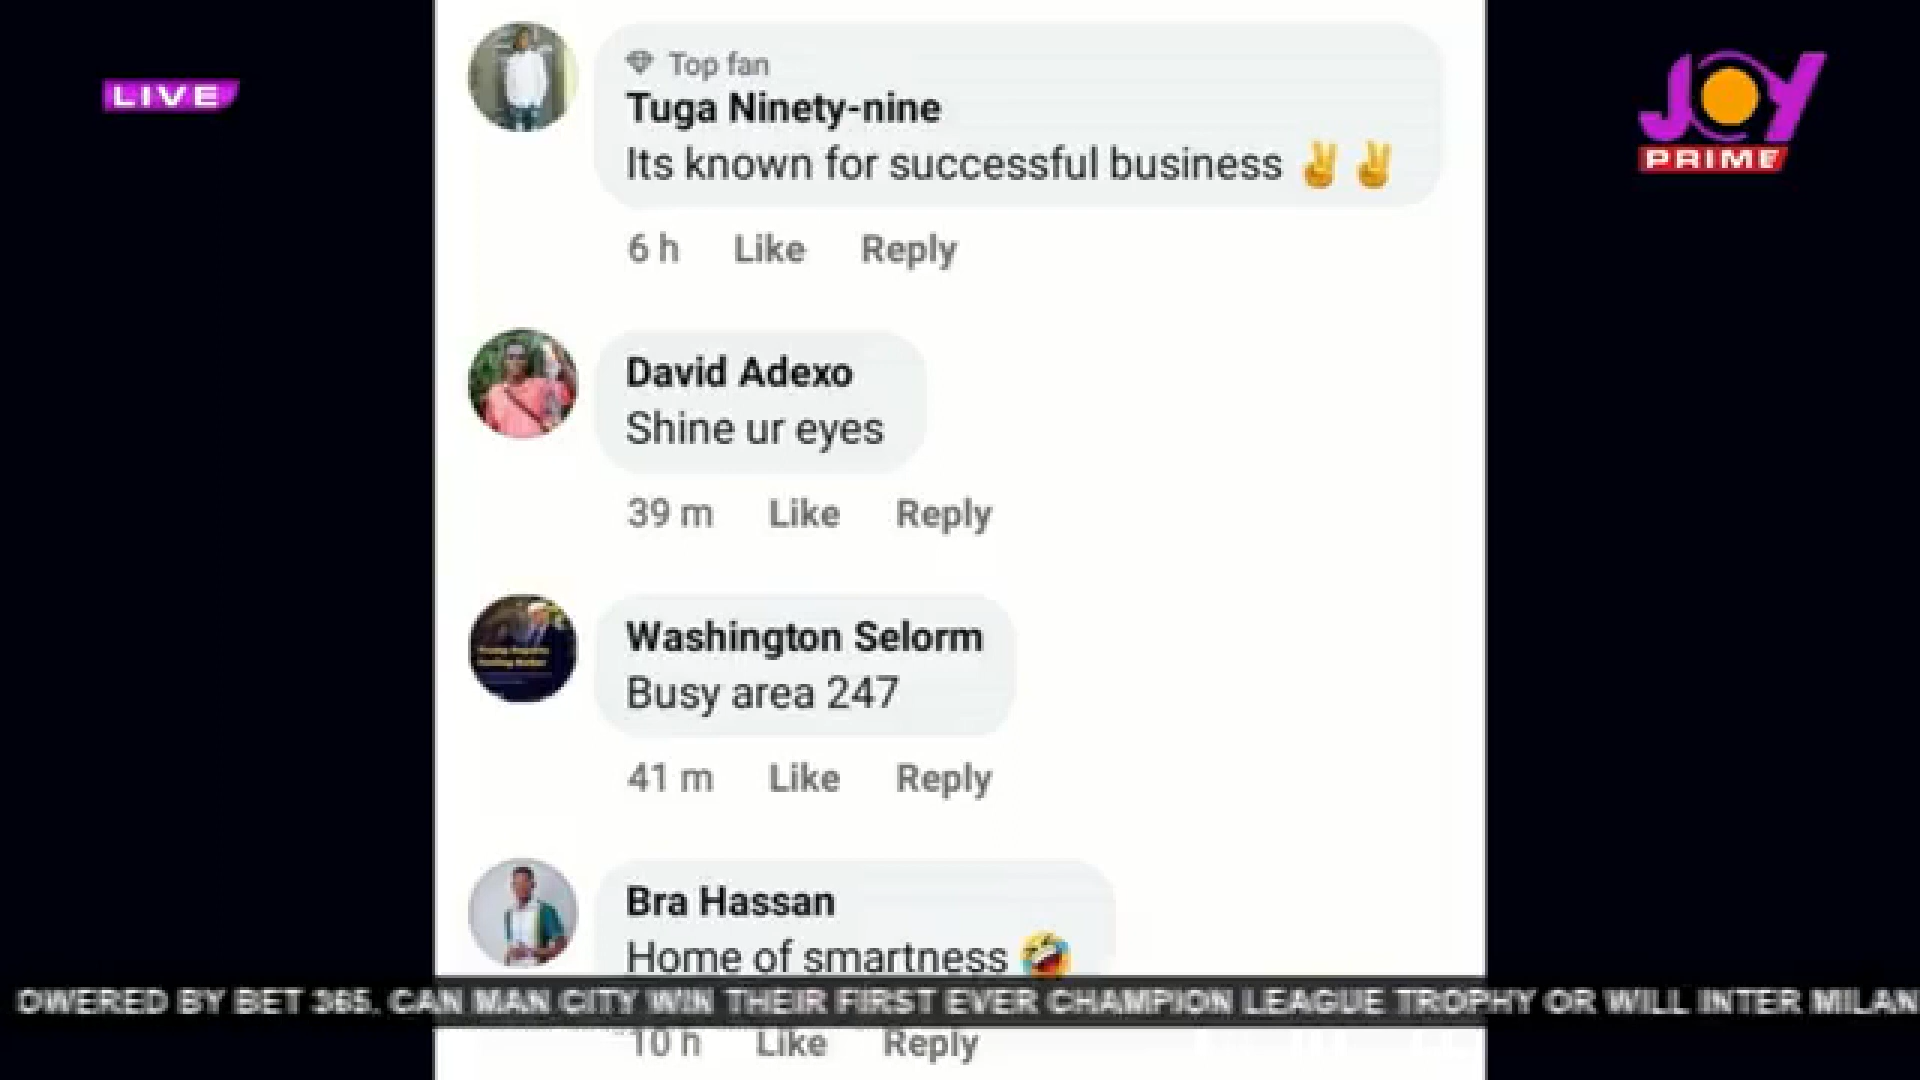 LIVE
JOY
PRIME
Top fan
Tuga Ninety-nine
Its known for successful business ✌✌
6 h Like Reply
David Adexo
Shine ur eyes
39 m Like Reply
Washington Selorm
Busy area 247
41 m Like Reply
Bra Hassan
Home of smartness 🤣
OWERED BY BET 365. CAN MAN CITY WIN THEIR FIRST EVER CHAMPION LEAGUE TROPHY OR WILL INTER MILAN
10 h Like Reply